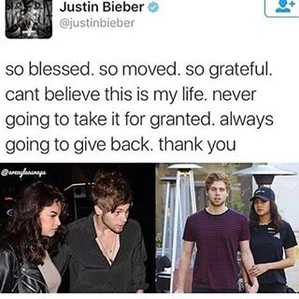 Justin Bieber
@justinbieber
so blessed. so moved. so grateful.
cant believe this is my life. never
going to take it for granted. always
going to give back. thank you